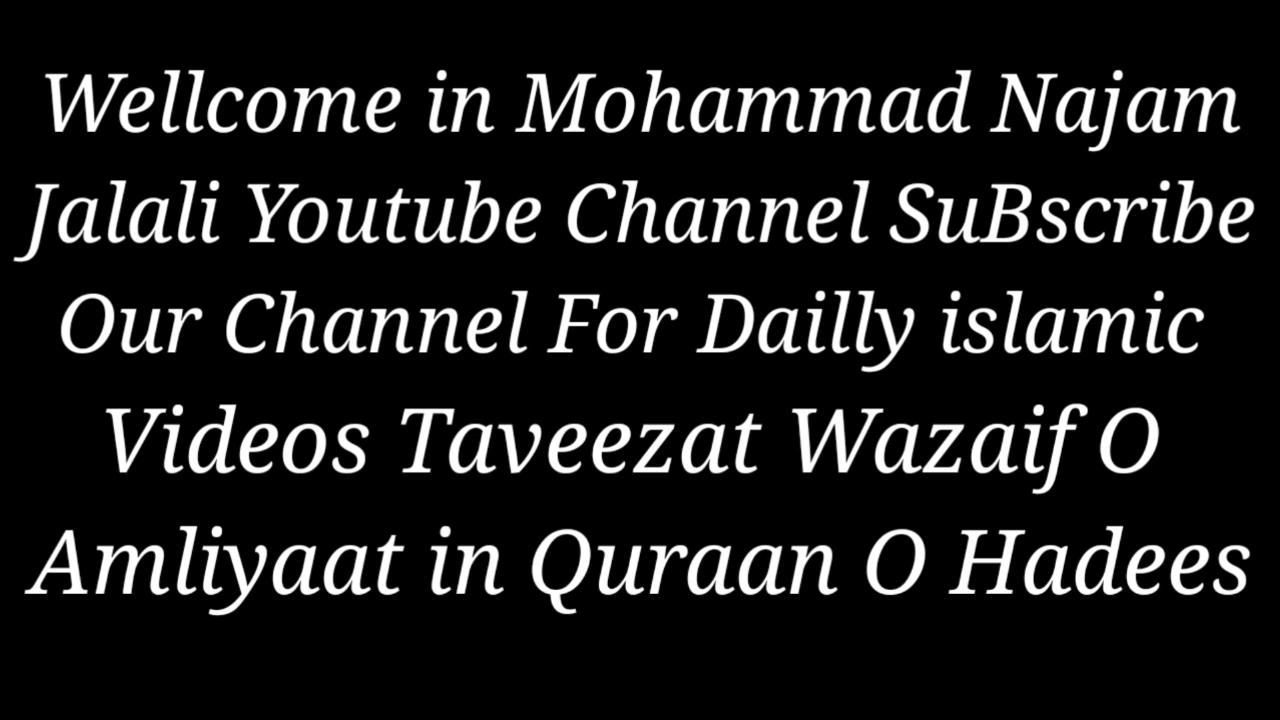 Wellcome in Mohammad Najam
Jalali Youtube Channel SuBscribe
Our Channel For Dailly islamic
Videos Taveezat Wazaif O
Amliyaat in Quraan O Hadees